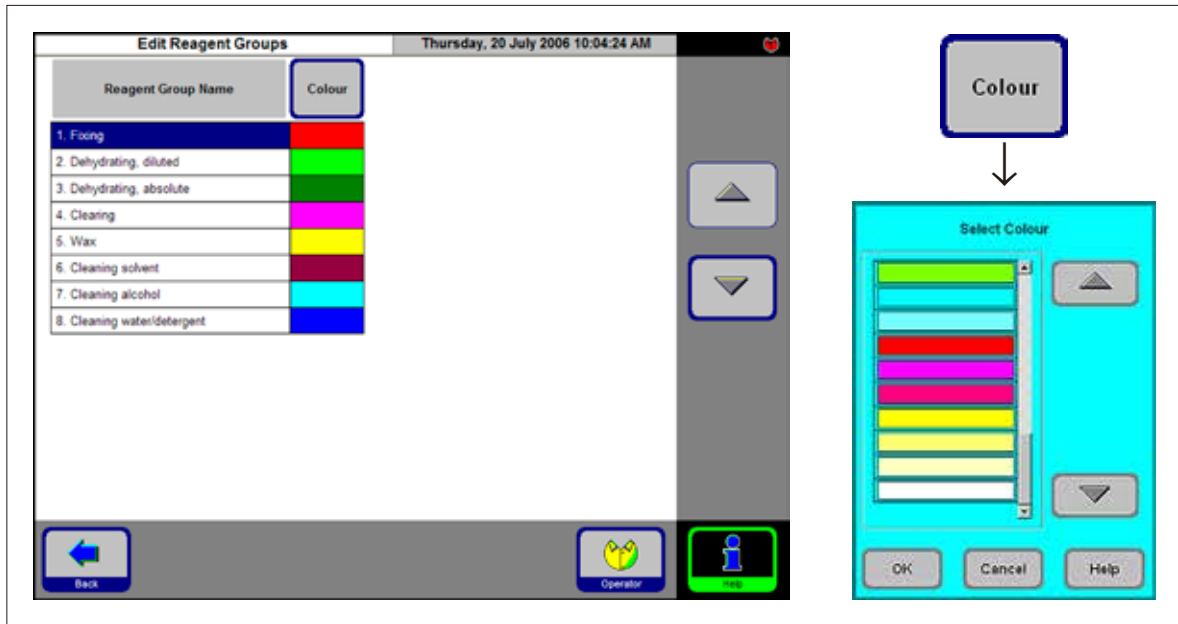 Edit Reagent Groups
Thursday, 20 July 2006 10:04:24 AM
Reagent Group Name
Colour
1. Fixing
2. Dehydrating, diluted
3. Dehydrating, absolute
4. Clearing
5. Wax
6. Cleaning solvent
7. Cleaning alcohol
8. Cleaning water/detergent
Back
Operator
Help
Colour
Select Colour
OK
Cancel
Help